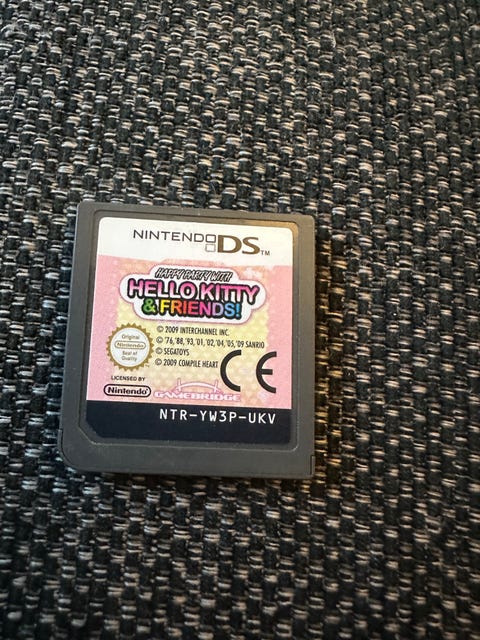 NINTENDO DS™
HAPPY PARTY WITH
HELLO KITTY
& FRIENDS!
© 2009 INTERCHANNEL INC.
© '76,'88,'93,'01,'02,'04,'05,'09 SANRIO
© SEGATOYS
© 2009 COMPILE HEART
CE
Original
Nintendo
Seal of
Quality
LICENSED BY
Nintendo
GAMEBRIDGE
NTR-YW3P-UKV